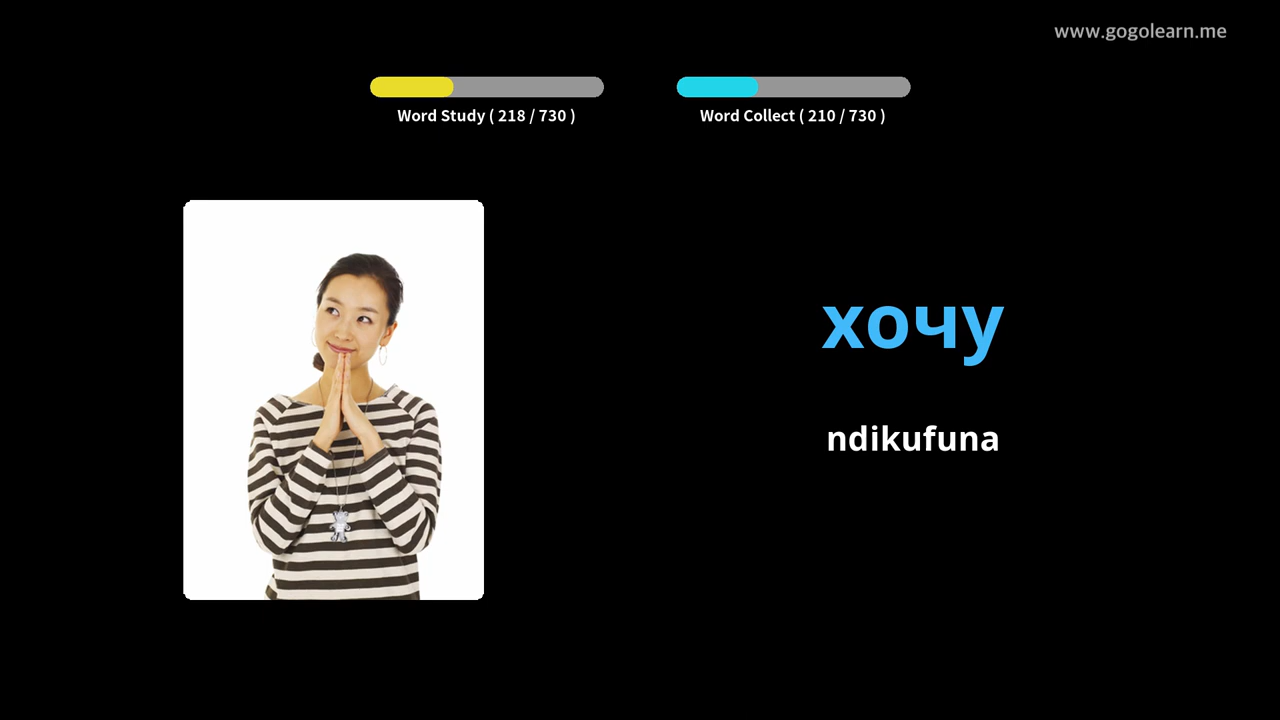 www.gogolearn.me
Word Study ( 218 / 730 )
Word Collect ( 210 / 730 )
хочу
ndikufuna